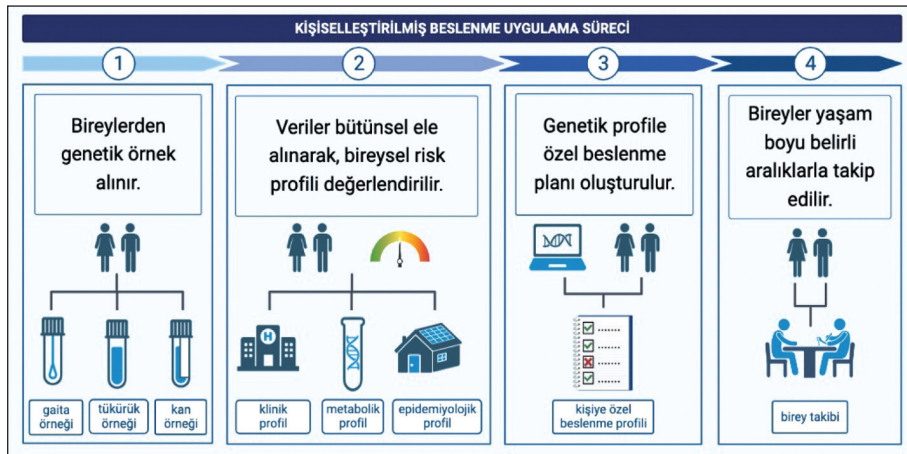 KİŞİSELLEŞTİRİLMİŞ BESLENME UYGULAMA SÜRECİ
1
2
3
4
Bireylerden
genetik örnek
alınır.
Veriler bütünsel ele
alınarak, bireysel risk
profili değerlendirilir.
Genetik profile
özel beslenme
planı oluşturulur.
Bireyler yaşam
boyu belirli
aralıklarla takip
edilir.
H
gaita
örneği
tükürük
örneği
kan
örneği
klinik
profil
metabolik
profil
epidemiyolojik
profil
kişiye özel
beslenme profili
birey takibi